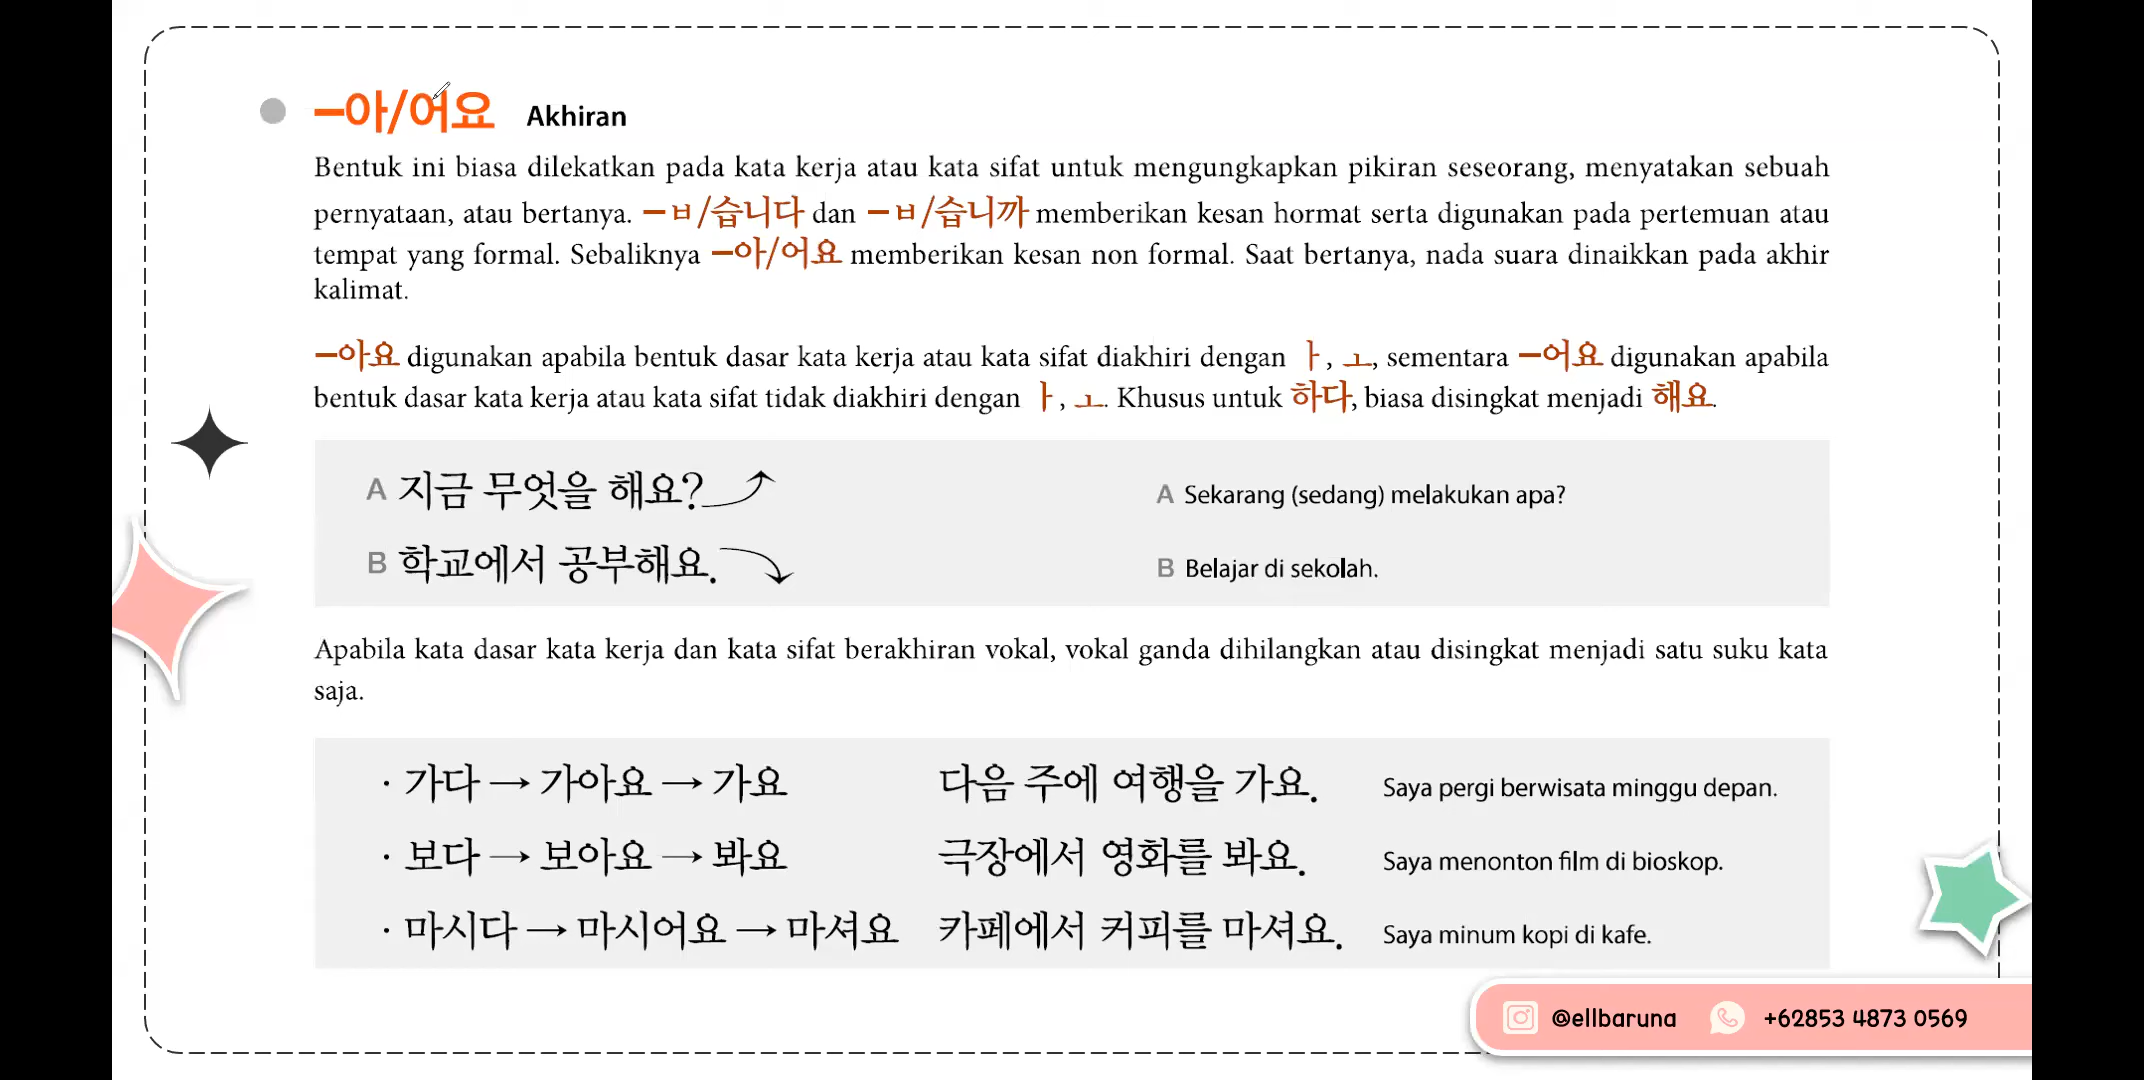 –아/어요 Akhiran
Bentuk ini biasa dilekatkan pada kata kerja atau kata sifat untuk mengungkapkan pikiran seseorang, menyatakan sebuah
pernyataan, atau bertanya. –ㅂ/습니다 dan –ㅂ/습니까 memberikan kesan hormat serta digunakan pada pertemuan atau
tempat yang formal. Sebaliknya –아/어요 memberikan kesan non formal. Saat bertanya, nada suara dinaikkan pada akhir
kalimat.
–아요 digunakan apabila bentuk dasar kata kerja atau kata sifat diakhiri dengan ㅏ, ㅗ, sementara –어요 digunakan apabila
bentuk dasar kata kerja atau kata sifat tidak diakhiri dengan ㅏ, ㅗ. Khusus untuk 하다, biasa disingkat menjadi 해요.
A 지금 무엇을 해요? A Sekarang (sedang) melakukan apa?
B 학교에서 공부해요. B Belajar di sekolah.
Apabila kata dasar kata kerja dan kata sifat berakhiran vokal, vokal ganda dihilangkan atau disingkat menjadi satu suku kata
saja.
· 가다 → 가아요 → 가요 다음 주에 여행을 가요. Saya pergi berwisata minggu depan.
· 보다 → 보아요 → 봐요 극장에서 영화를 봐요. Saya menonton film di bioskop.
· 마시다 → 마시어요 → 마셔요 카페에서 커피를 마셔요. Saya minum kopi di kafe.
@ellbaruna +62853 4873 0569